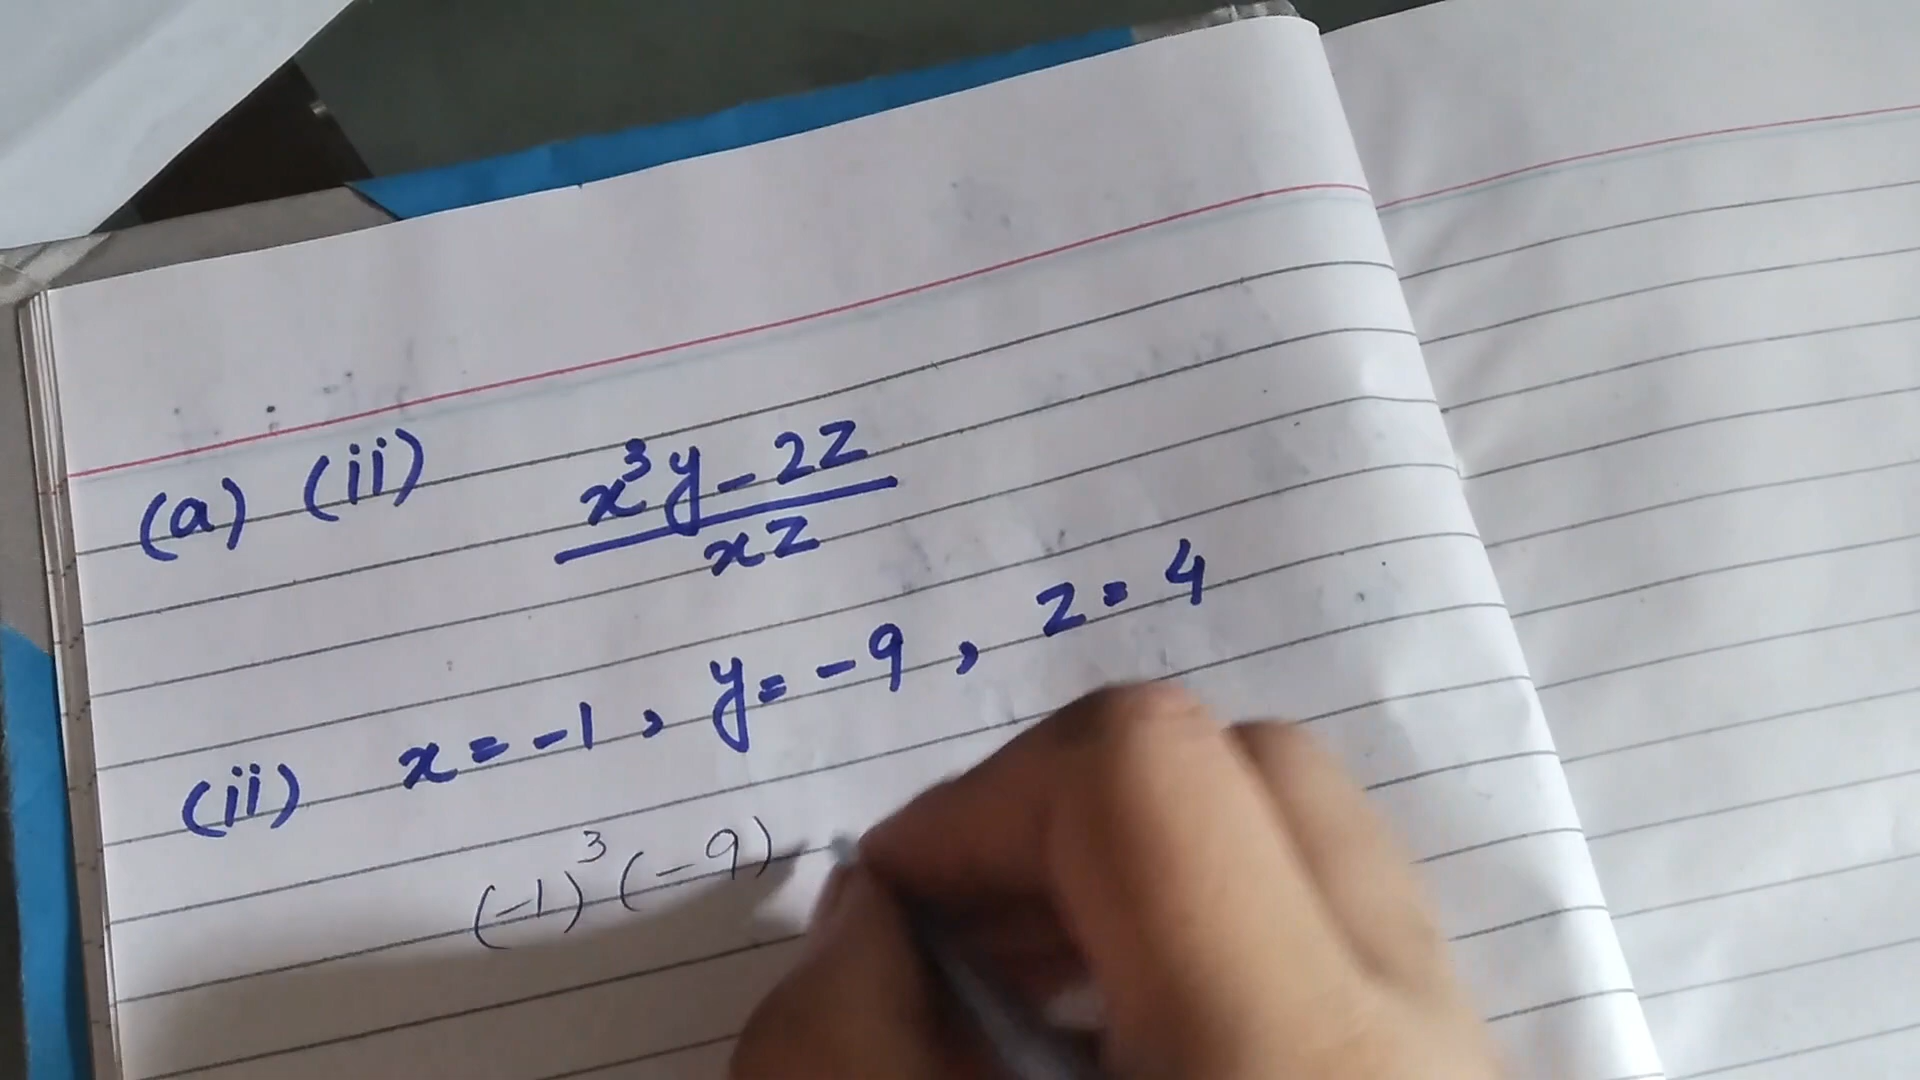 (a) (ii) x³y - 2z
xz
(ii) x = -1, y = -9, z = 4
(-1)³(-9)